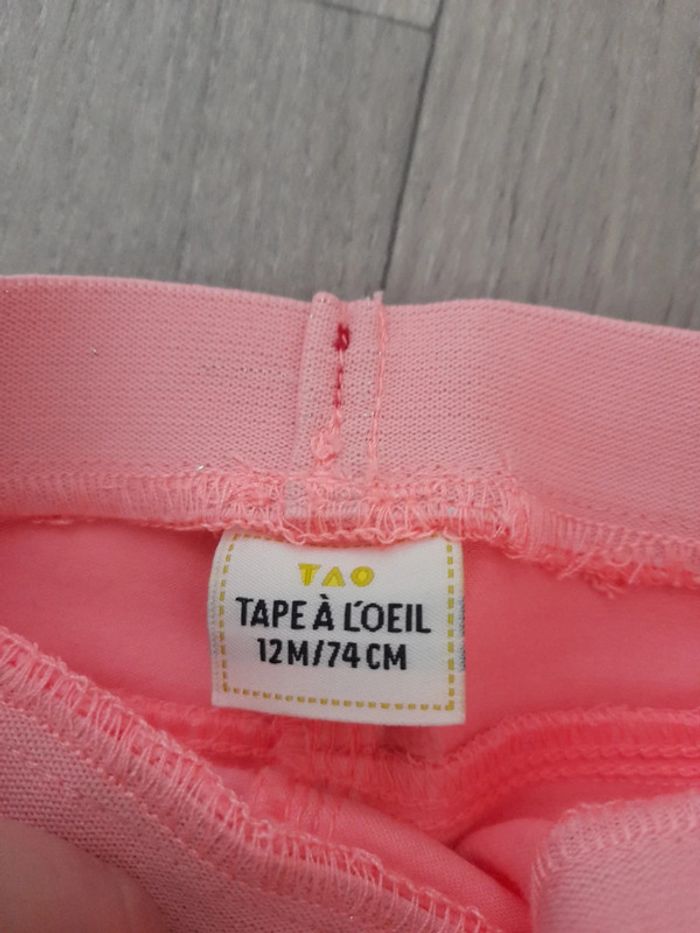 TAO
TAPE À L'OEIL
12M/74CM